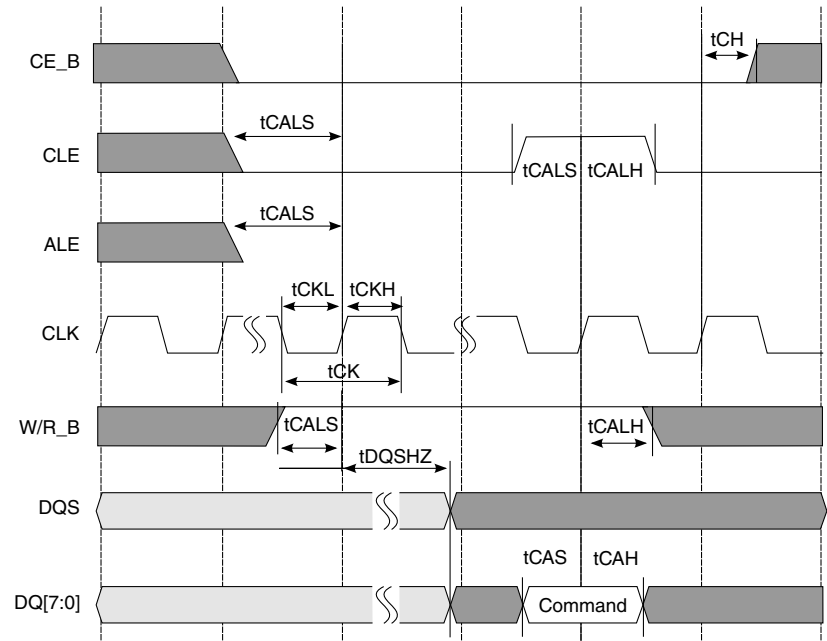 tCH
CE_B
tCALS
CLE
tCALS tCALH
tCALS
ALE
tCKL tCKH
CLK
tCK
W/R_B
tCALS
tCALH
tDQSHZ
DQS
tCAS tCAH
DQ[7:0]
Command